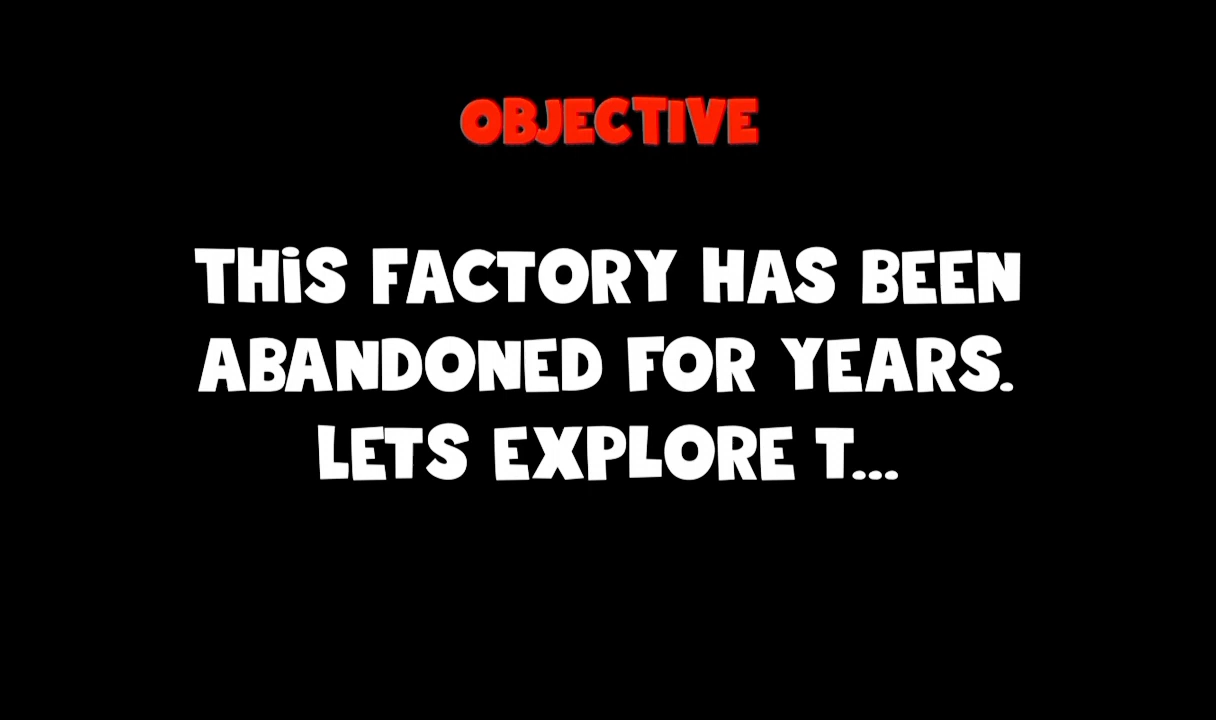 OBJECTIVE
THIS FACTORY HAS BEEN
ABANDONED FOR YEARS.
LETS EXPLORE T...